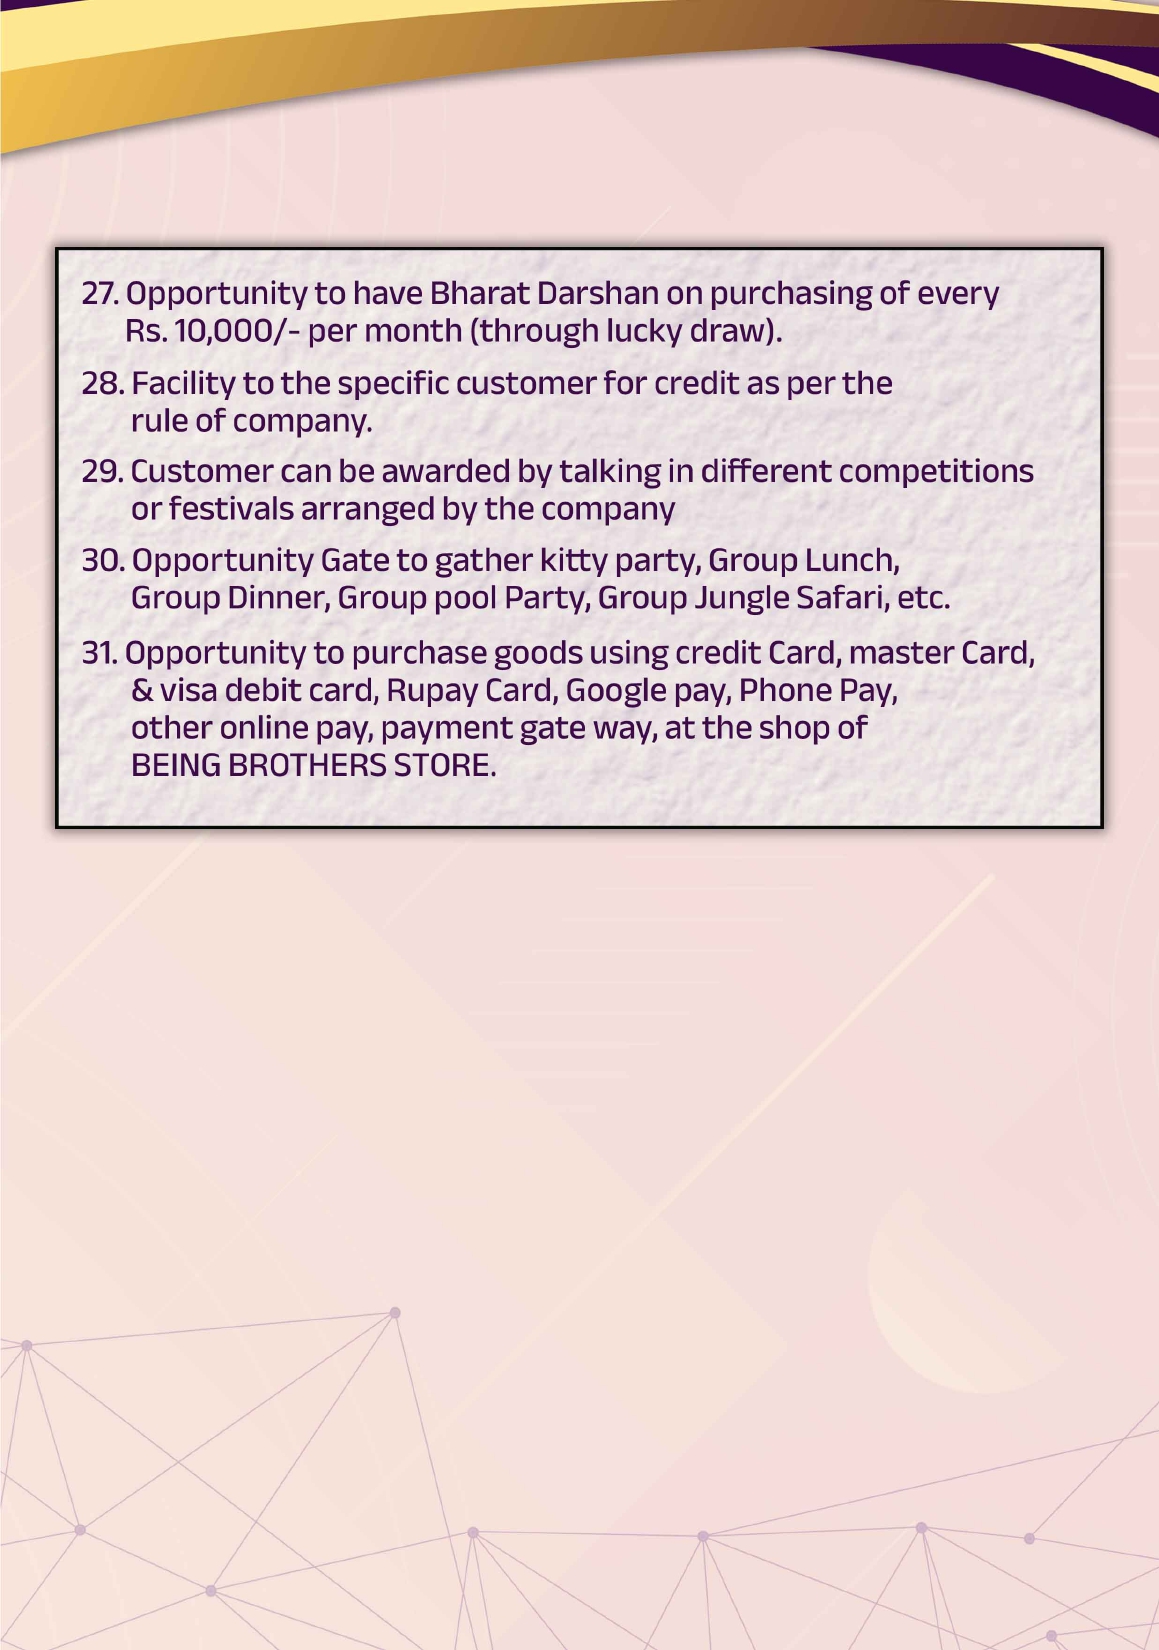 27. Opportunity to have Bharat Darshan on purchasing of every
Rs. 10,000/- per month (through lucky draw).
28. Facility to the specific customer for credit as per the
rule of company.
29. Customer can be awarded by talking in different competitions
or festivals arranged by the company
30. Opportunity Gate to gather kitty party, Group Lunch,
Group Dinner, Group pool Party, Group Jungle Safari, etc.
31. Opportunity to purchase goods using credit Card, master Card,
& visa debit card, Rupay Card, Google pay, Phone Pay,
other online pay, payment gate way, at the shop of
BEING BROTHERS STORE.